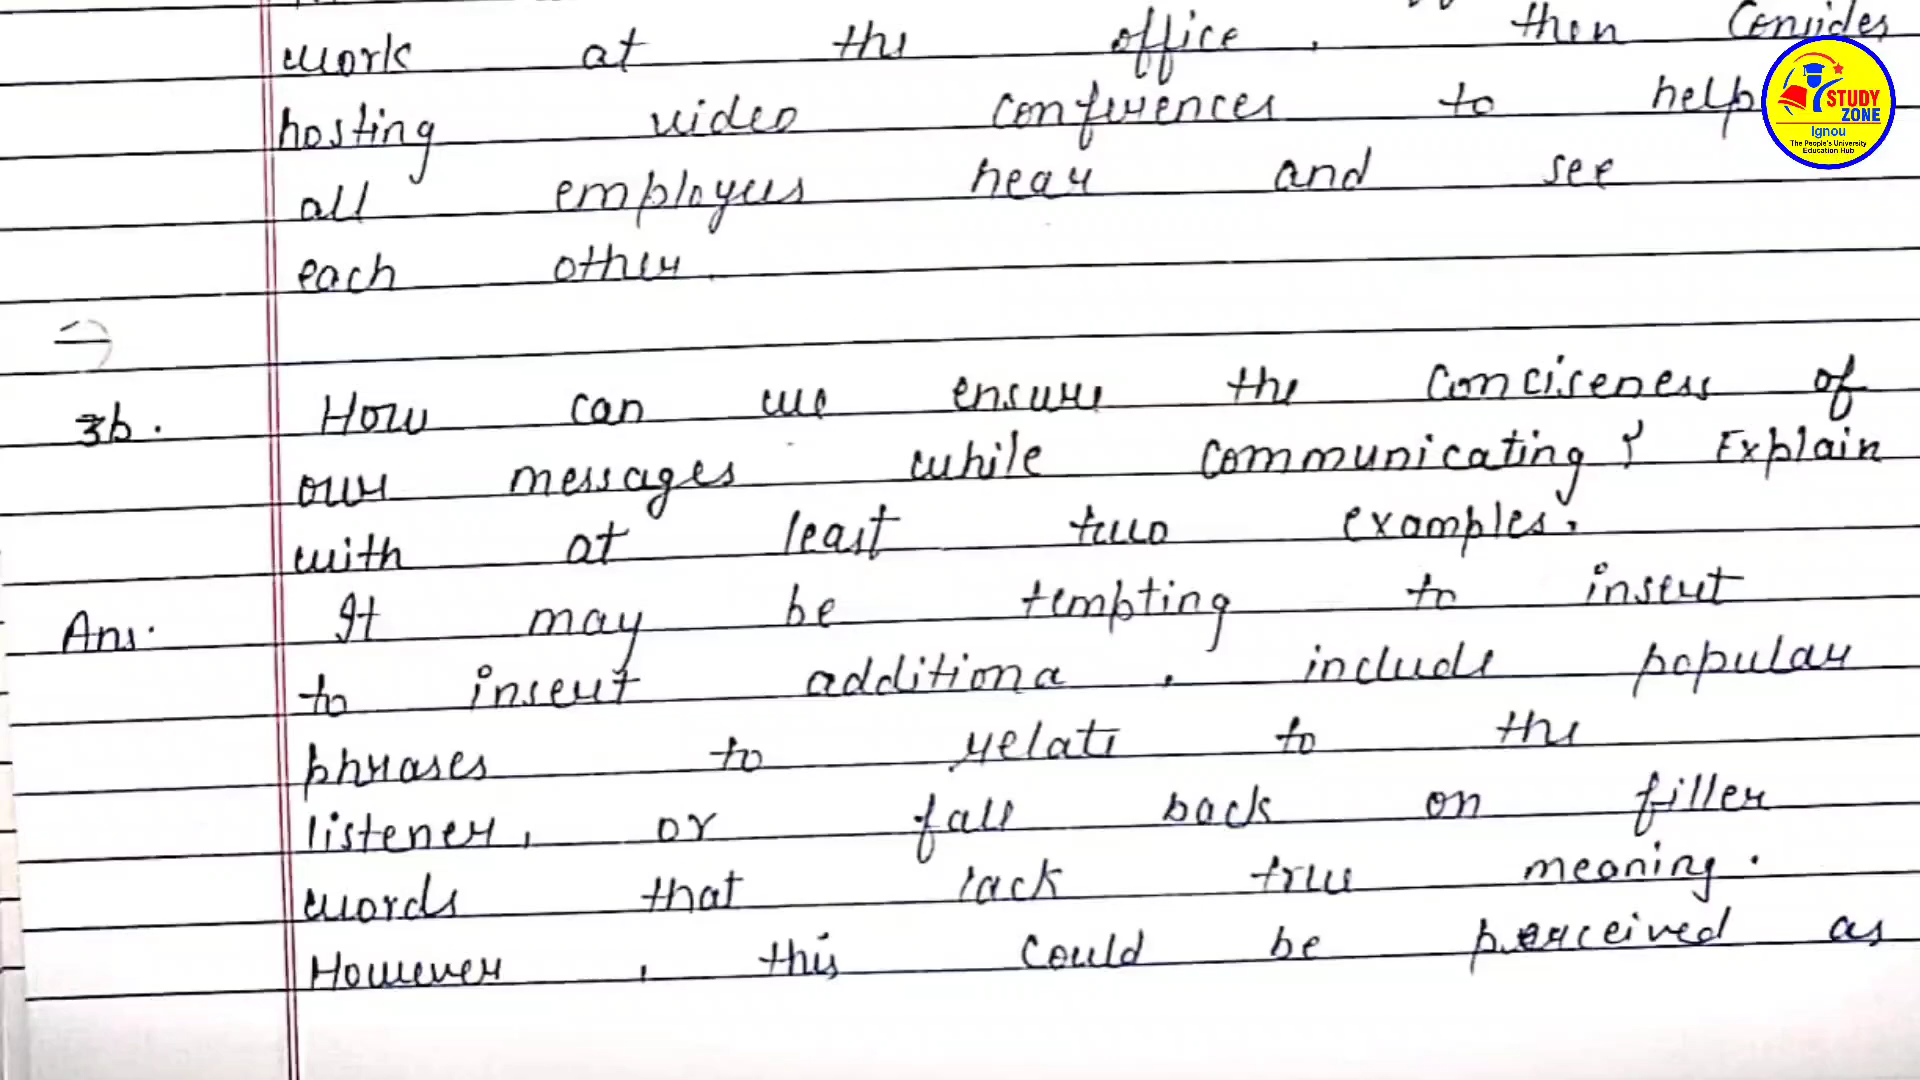 work at the office, then Consider
hosting video conferences to help
all employees hear and see
each other.
3b. How can we ensure the conciseness of
our messages while communicating? Explain
with at least two examples.
Ans. It may be tempting to insert
to insert additiona, include popular
phrases to relate to the
listener, or fall back on filler
words that lack true meaning.
However, this could be perceived as
STUDY
ZONE
Ignou
The People's University
Education Hub